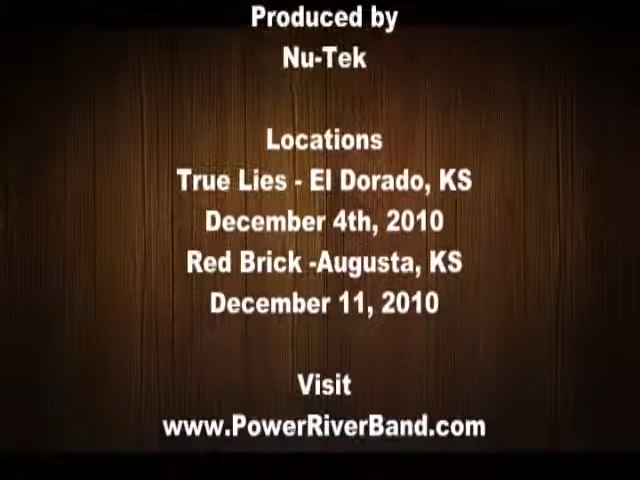 Produced by
Nu-Tek
Locations
True Lies - El Dorado, KS
December 4th, 2010
Red Brick -Augusta, KS
December 11, 2010
Visit
www.PowerRiverBand.com